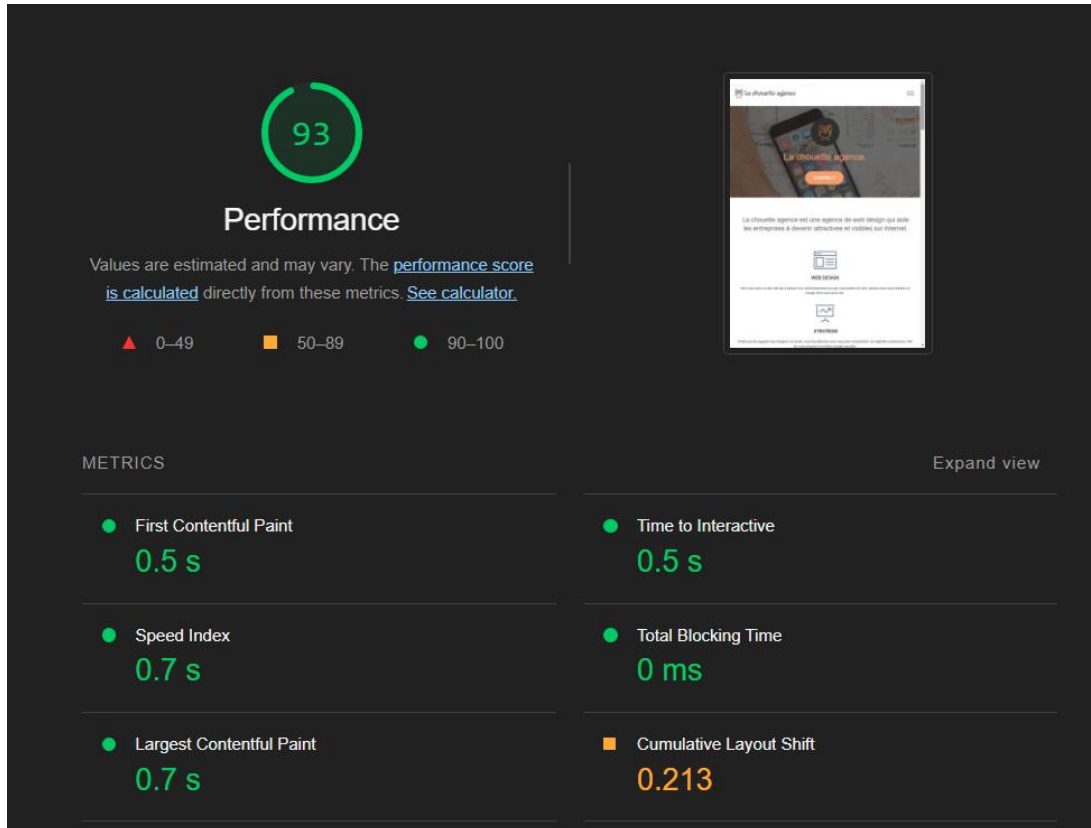 93
Performance
Values are estimated and may vary. The performance score
is calculated directly from these metrics. See calculator.
0–49
50–89
90–100
La chouette agence
La chouette agence.
CONTACT
La chouette agence est une agence de web design qui aide
les entreprises à devenir attractives et visibles sur Internet.
WEB DESIGN
STRATÉGIE
METRICS
Expand view
First Contentful Paint
0.5 s
Time to Interactive
0.5 s
Speed Index
0.7 s
Total Blocking Time
0 ms
Largest Contentful Paint
0.7 s
Cumulative Layout Shift
0.213